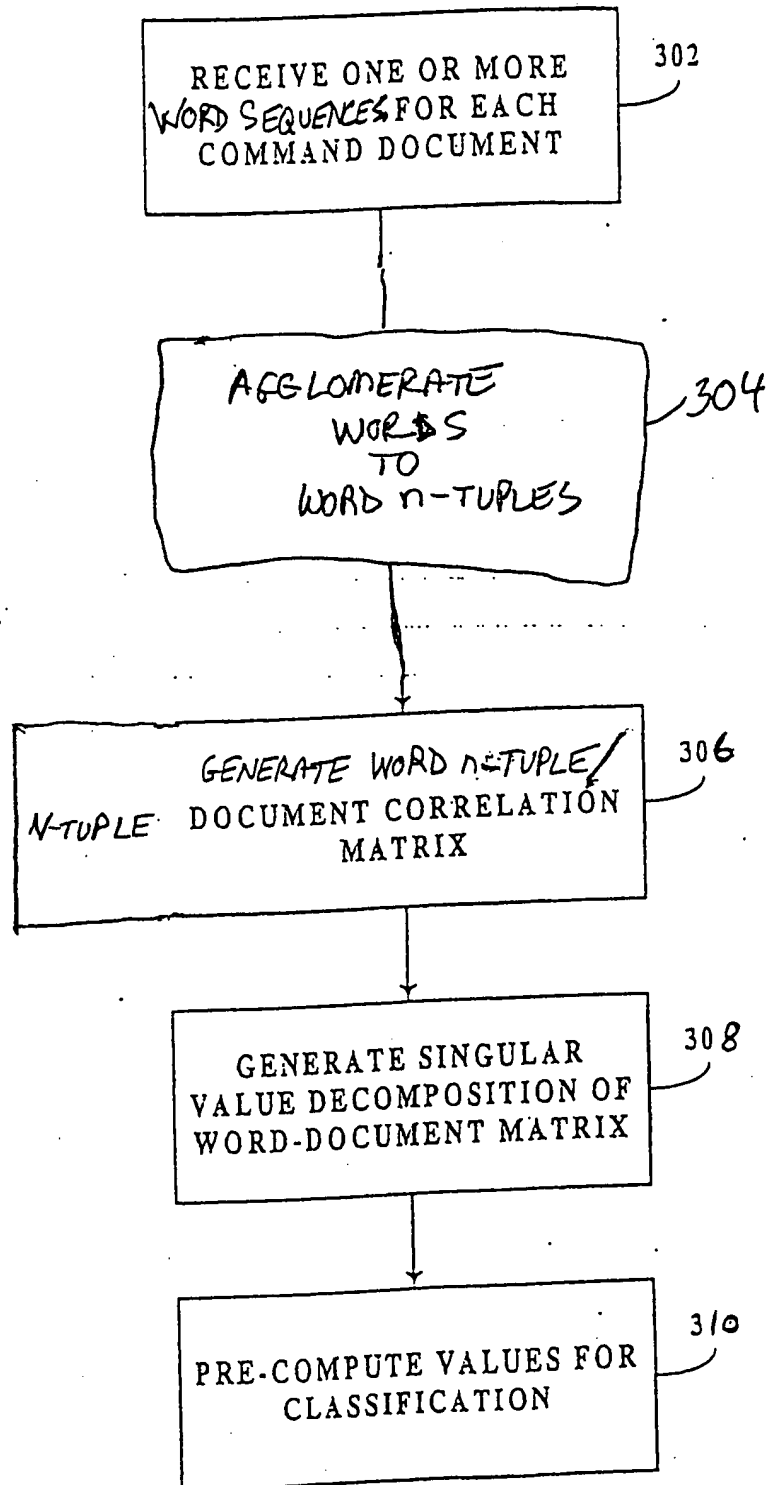 RECEIVE ONE OR MORE
302
WORD SEQUENCES FOR EACH
COMMAND DOCUMENT
AGGLOMERATE
304
WORDS
TO
WORD n-TUPLES
GENERATE WORD n-TUPLE/
306
N-TUPLE DOCUMENT CORRELATION
MATRIX
GENERATE SINGULAR
308
VALUE DECOMPOSITION OF
WORD-DOCUMENT MATRIX
310
PRE-COMPUTE VALUES FOR
CLASSIFICATION